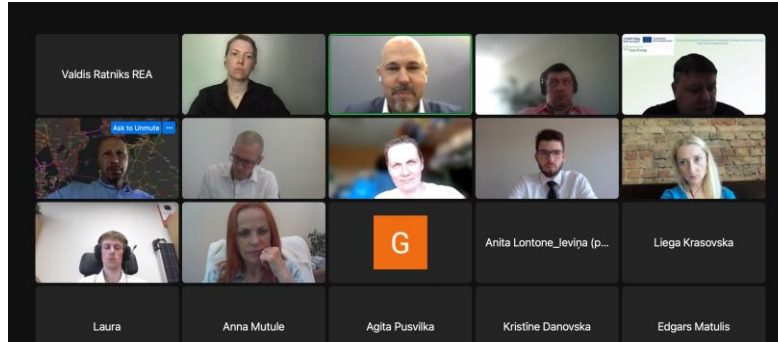 Valdis Ratniks REA
Ask to Unmute
G
Anita Lontone_Ieviņa (p...
Liega Krasovska
Laura
Anna Mutule
Agita Pusvilka
Kristīne Danovska
Edgars Matulis